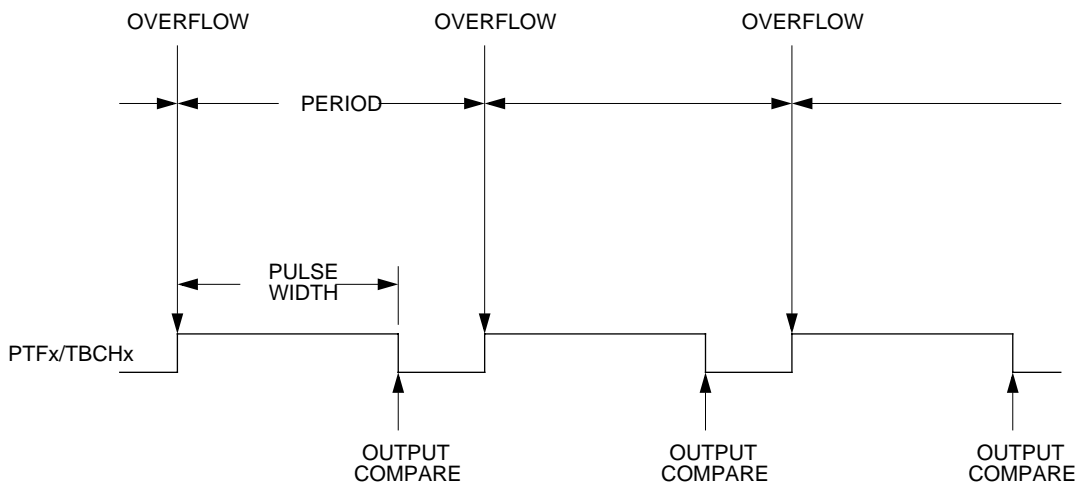 OVERFLOW OVERFLOW OVERFLOW
PERIOD
PULSE
WIDTH
PTFx/TBCHx
OUTPUT
COMPARE
OUTPUT
COMPARE
OUTPUT
COMPARE